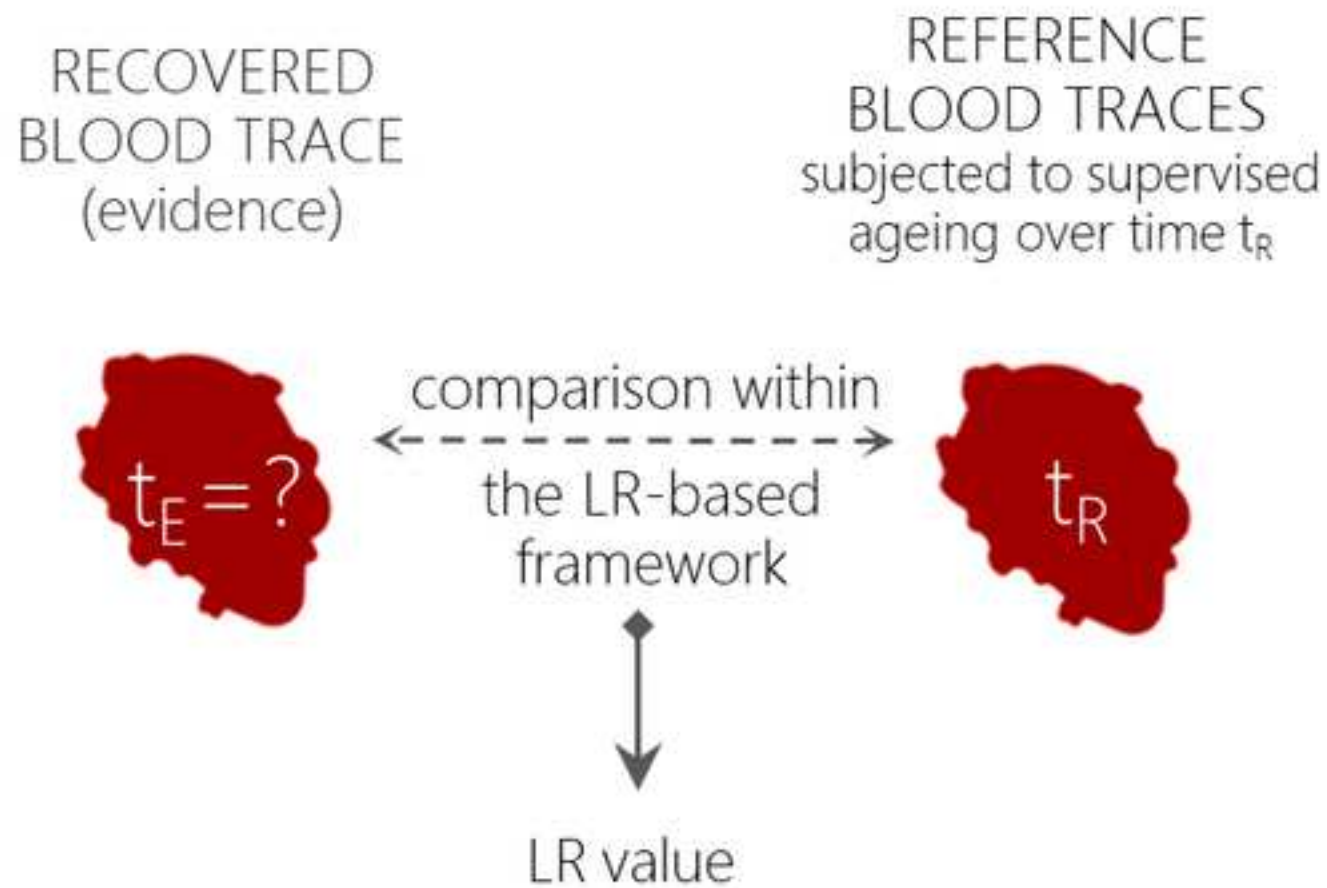 RECOVERED
BLOOD TRACE
(evidence)
REFERENCE
BLOOD TRACES
subjected to supervised
ageing over time tR
comparison within
the LR-based
framework
tE = ?
tR
LR value